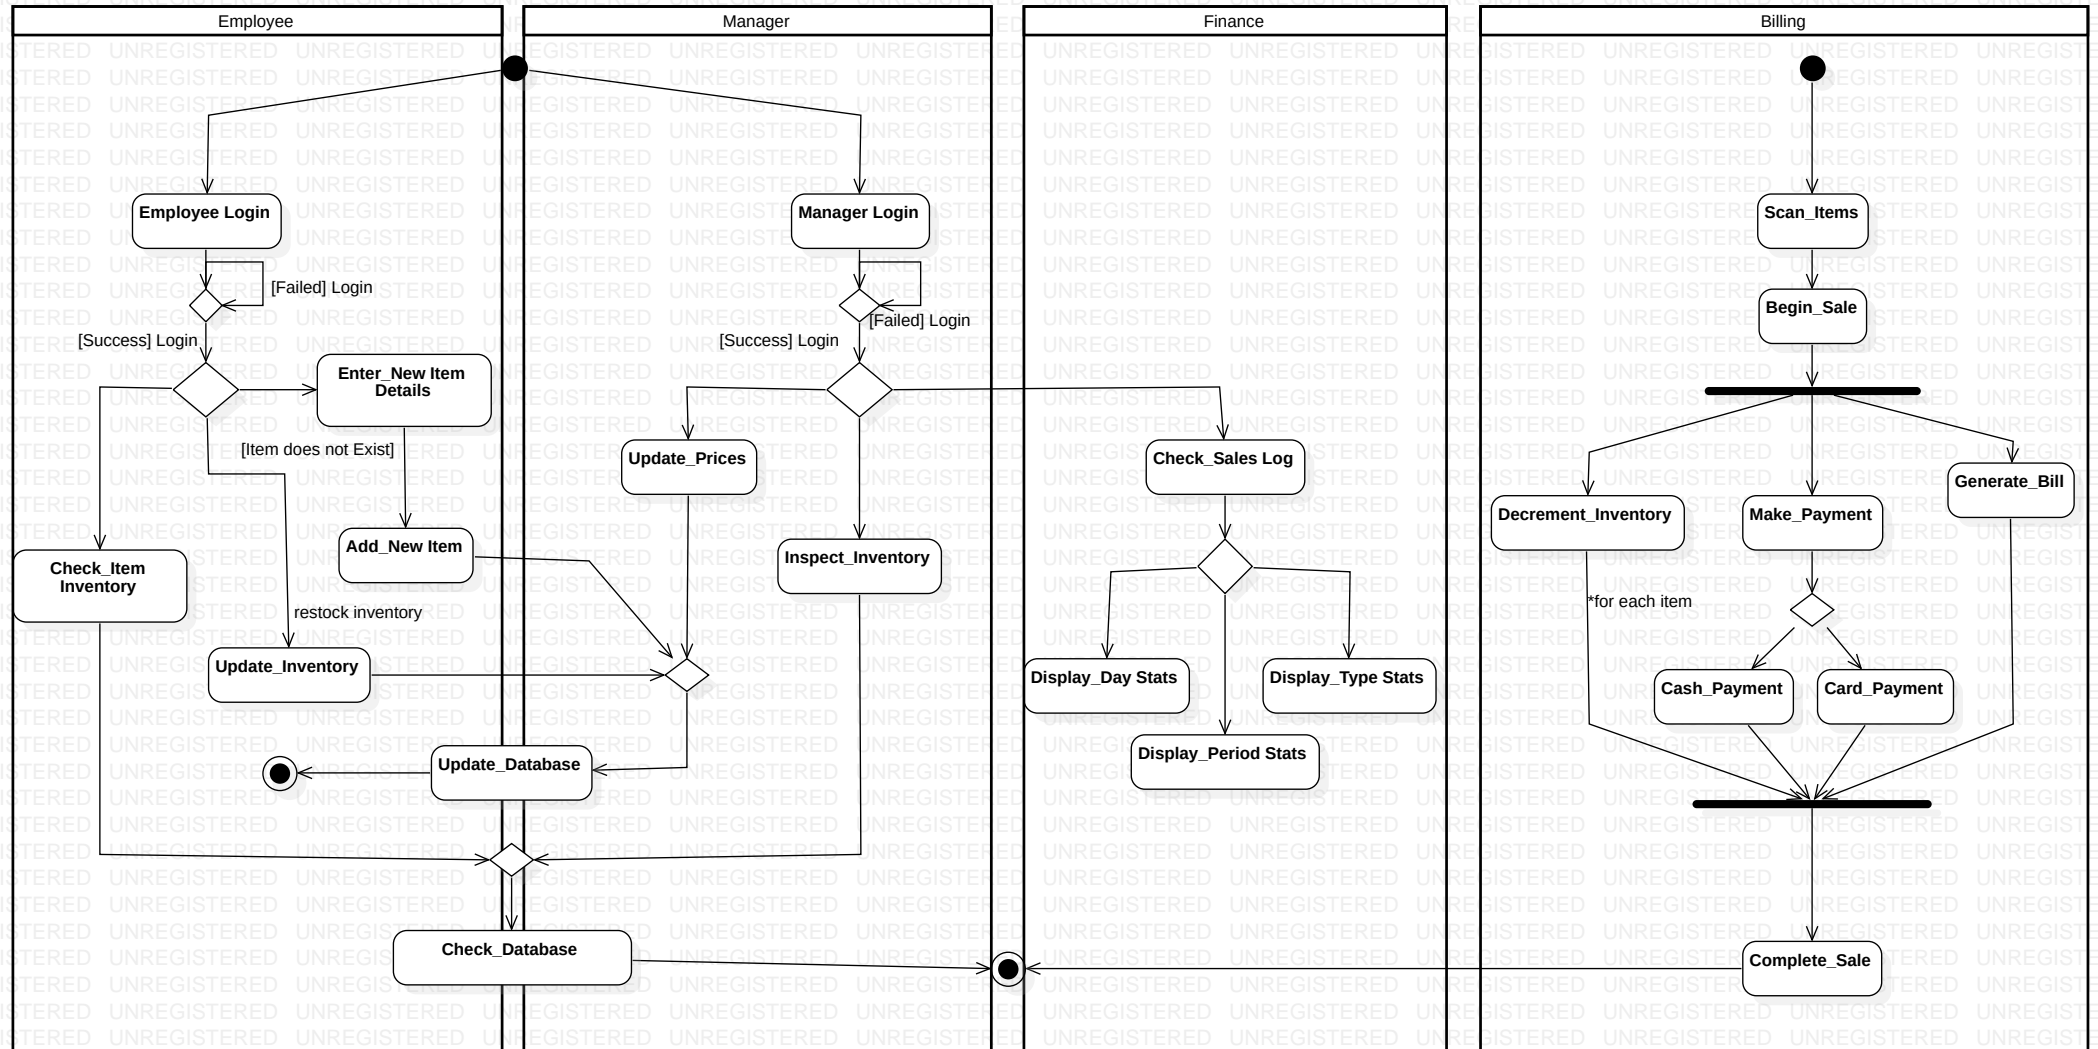 Employee
Manager
Finance
Billing
Employee Login
Manager Login
Scan_Items
[Failed] Login
[Failed] Login
Begin_Sale
[Success] Login
[Success] Login
Enter_New Item
Details
[Item does not Exist]
Update_Prices
Check_Sales Log
Generate_Bill
Decrement_Inventory
Make_Payment
Add_New Item
Inspect_Inventory
Check_Item
Inventory
*for each item
restock inventory
Update_Inventory
Display_Day Stats
Display_Type Stats
Cash_Payment
Card_Payment
Display_Period Stats
Update_Database
Check_Database
Complete_Sale
UNREGISTERED